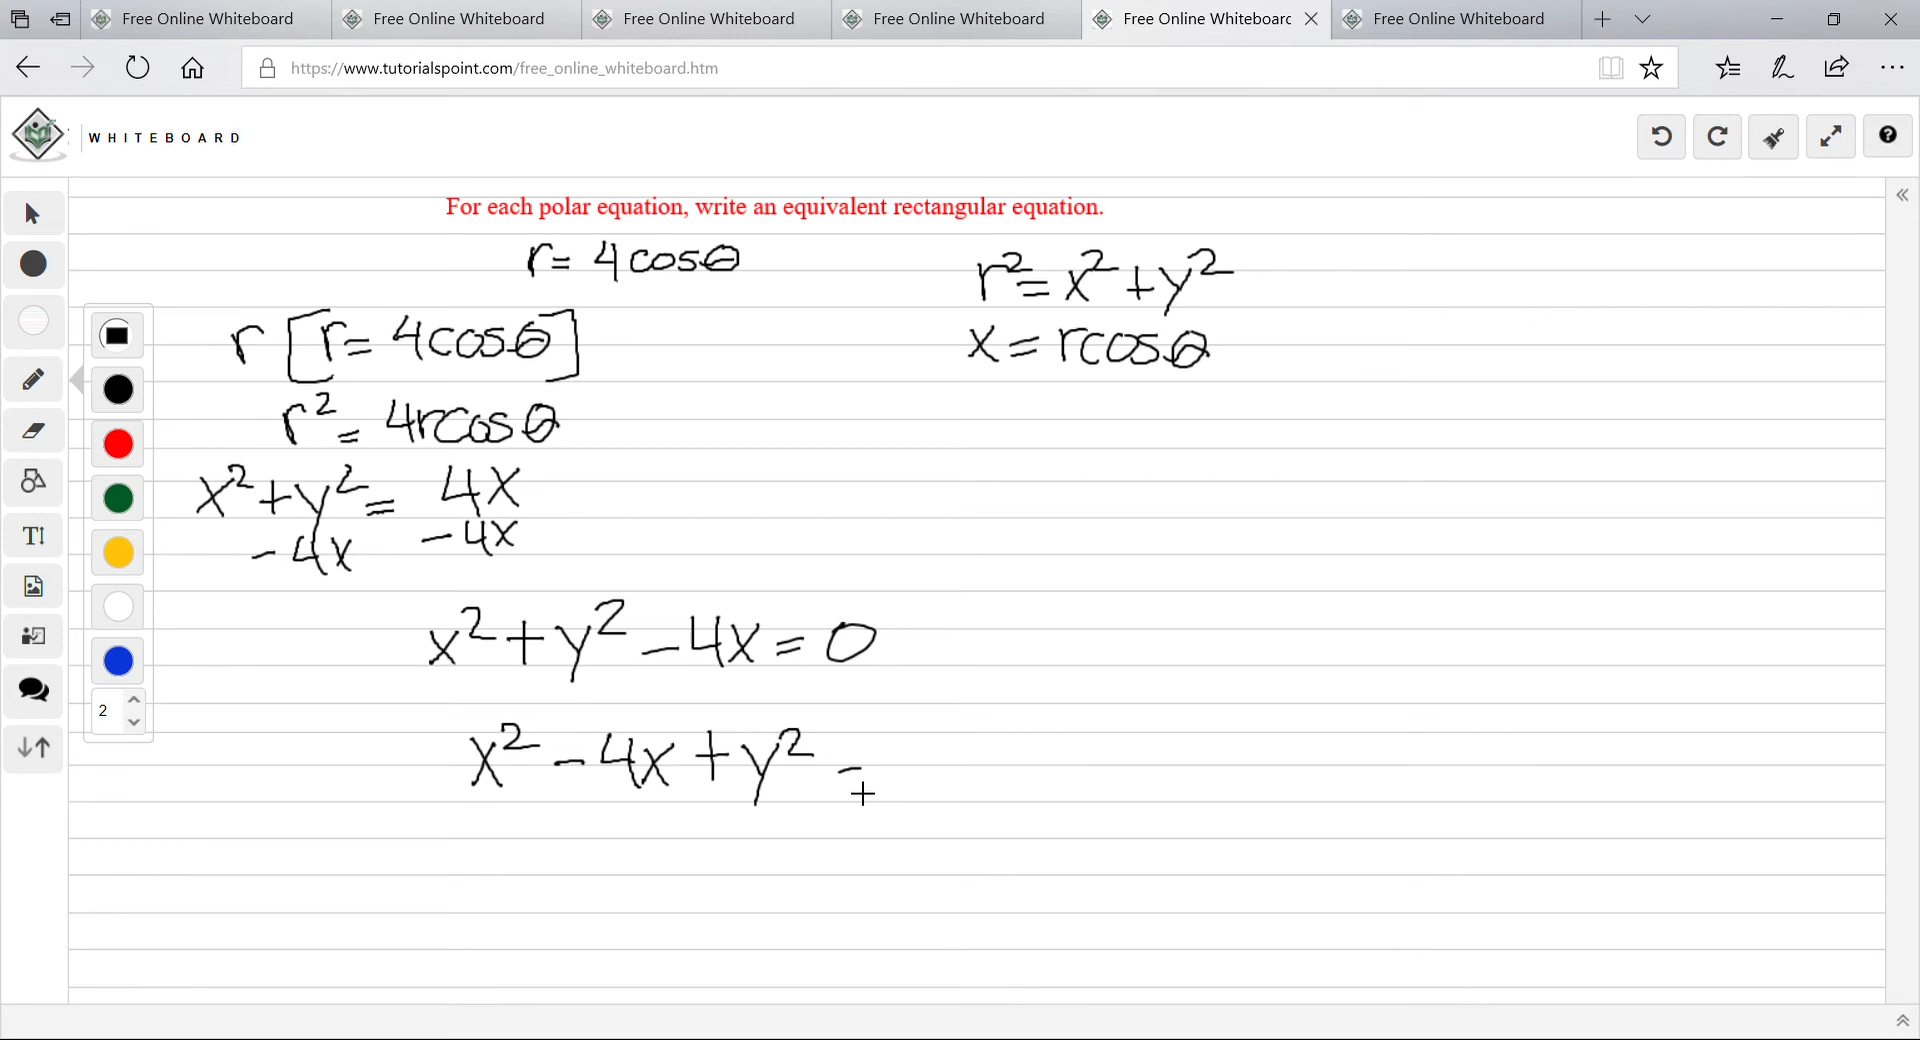 Free Online Whiteboard Free Online Whiteboard Free Online Whiteboard Free Online Whiteboard Free Online Whiteboarc Free Online Whiteboard
https://www.tutorialspoint.com/free_online_whiteboard.htm
WHITEBOARD
For each polar equation, write an equivalent rectangular equation.
r = 4cosθ
r² = x² + y²
x = rcosθ
r [r = 4cosθ]
r² = 4rcosθ
x² + y² = 4x
-4x -4x
x² + y² - 4x = 0
x² - 4x + y² =
T
2
?